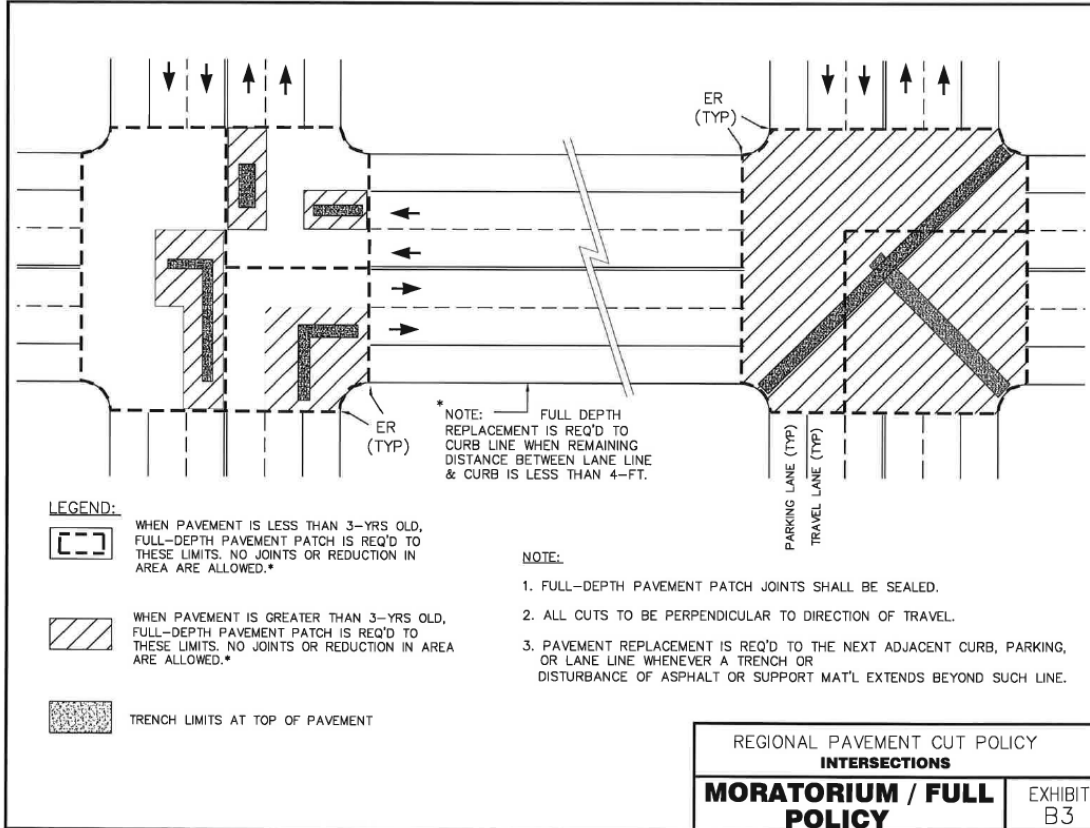 ER
(TYP)
ER
(TYP)
*
NOTE: FULL DEPTH
REPLACEMENT IS REQ'D TO
CURB LINE WHEN REMAINING
DISTANCE BETWEEN LANE LINE
& CURB IS LESS THAN 4-FT.
PARKING LANE (TYP)
TRAVEL LANE (TYP)
LEGEND:
WHEN PAVEMENT IS LESS THAN 3-YRS OLD,
FULL-DEPTH PAVEMENT PATCH IS REQ'D TO
THESE LIMITS. NO JOINTS OR REDUCTION IN
AREA ARE ALLOWED.*
WHEN PAVEMENT IS GREATER THAN 3-YRS OLD,
FULL-DEPTH PAVEMENT PATCH IS REQ'D TO
THESE LIMITS. NO JOINTS OR REDUCTION IN AREA
ARE ALLOWED.*
TRENCH LIMITS AT TOP OF PAVEMENT
NOTE:
1. FULL-DEPTH PAVEMENT PATCH JOINTS SHALL BE SEALED.
2. ALL CUTS TO BE PERPENDICULAR TO DIRECTION OF TRAVEL.
3. PAVEMENT REPLACEMENT IS REQ'D TO THE NEXT ADJACENT CURB, PARKING,
OR LANE LINE WHENEVER A TRENCH OR
DISTURBANCE OF ASPHALT OR SUPPORT MAT'L EXTENDS BEYOND SUCH LINE.
REGIONAL PAVEMENT CUT POLICY
INTERSECTIONS
MORATORIUM / FULL
POLICY
EXHIBIT
B3